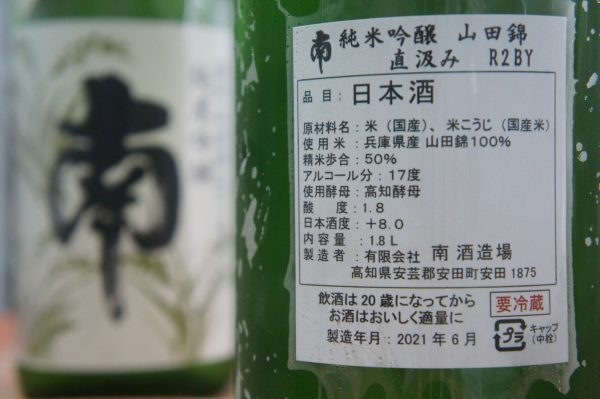 南
南 純米吟醸 山田錦
直汲み R2BY
品目：日本酒
原材料名：米（国産）、米こうじ（国産米）
使用米：兵庫県産 山田錦100%
精米歩合：50%
アルコール分：17度
使用酵母：高知酵母
酸度：1.8
日本酒度：+8.0
内容量：1.8L
製造者：有限会社 南酒造場
高知県安芸郡安田町安田 1875
飲酒は20歳になってから
お酒はおいしく適量に
要冷蔵
プラ
キャップ
(中栓)
製造年月：2021年6月